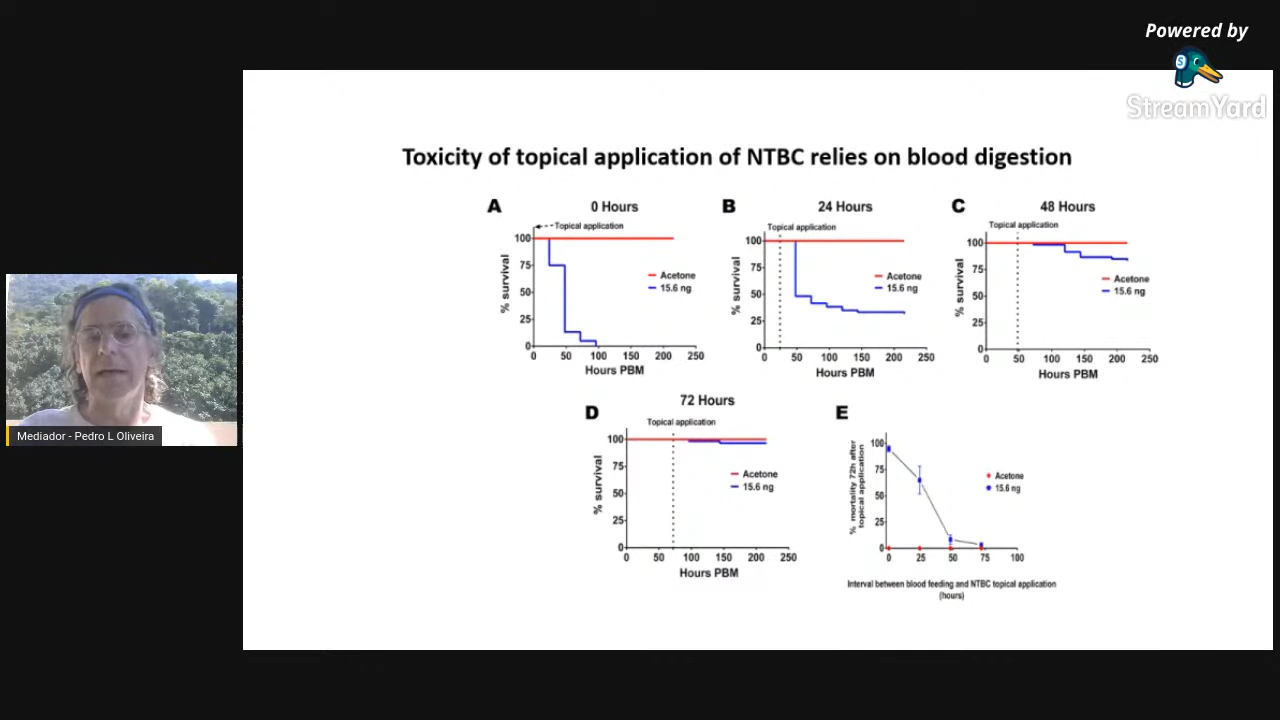 Powered by
StreamYard
Toxicity of topical application of NTBC relies on blood digestion
A
0 Hours
Topical application
100
75
50
25
0
% survival
Acetone
15.6 ng
0 50 100 150 200 250
Hours PBM
B
24 Hours
Topical application
100
75
50
25
0
% survival
Acetone
15.6 ng
0 50 100 150 200 250
Hours PBM
C
48 Hours
Topical application
100
75
50
25
0
% survival
Acetone
15.6 ng
0 50 100 150 200 250
Hours PBM
D
72 Hours
Topical application
100
75
50
25
0
% survival
Acetone
15.6 ng
0 50 100 150 200 250
Hours PBM
E
% mortality 72h after
topical application
100
75
50
25
0
Acetone
15.6 ng
0 25 50 75 100
Interval between blood feeding and NTBC topical application
(hours)
Mediador - Pedro L Oliveira